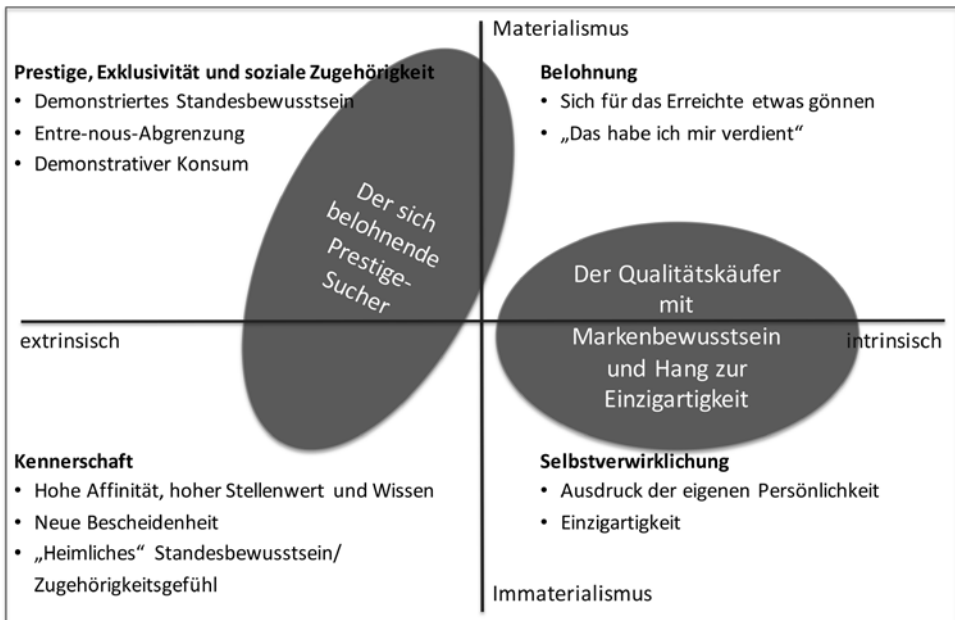 Materialismus
Prestige, Exklusivität und soziale Zugehörigkeit
• Demonstriertes Standesbewusstsein
• Entre-nous-Abgrenzung
• Demonstrativer Konsum
Belohnung
• Sich für das Erreichte etwas gönnen
• „Das habe ich mir verdient“
Der sich
belohnende
Prestige-
Sucher
Der Qualitätskäufer
mit
Markenbewusstsein
und Hang zur
Einzigartigkeit
extrinsisch
intrinsisch
Kennerschaft
• Hohe Affinität, hoher Stellenwert und Wissen
• Neue Bescheidenheit
• „Heimliches“ Standesbewusstsein/
Zugehörigkeitsgefühl
Selbstverwirklichung
• Ausdruck der eigenen Persönlichkeit
• Einzigartigkeit
Immaterialismus